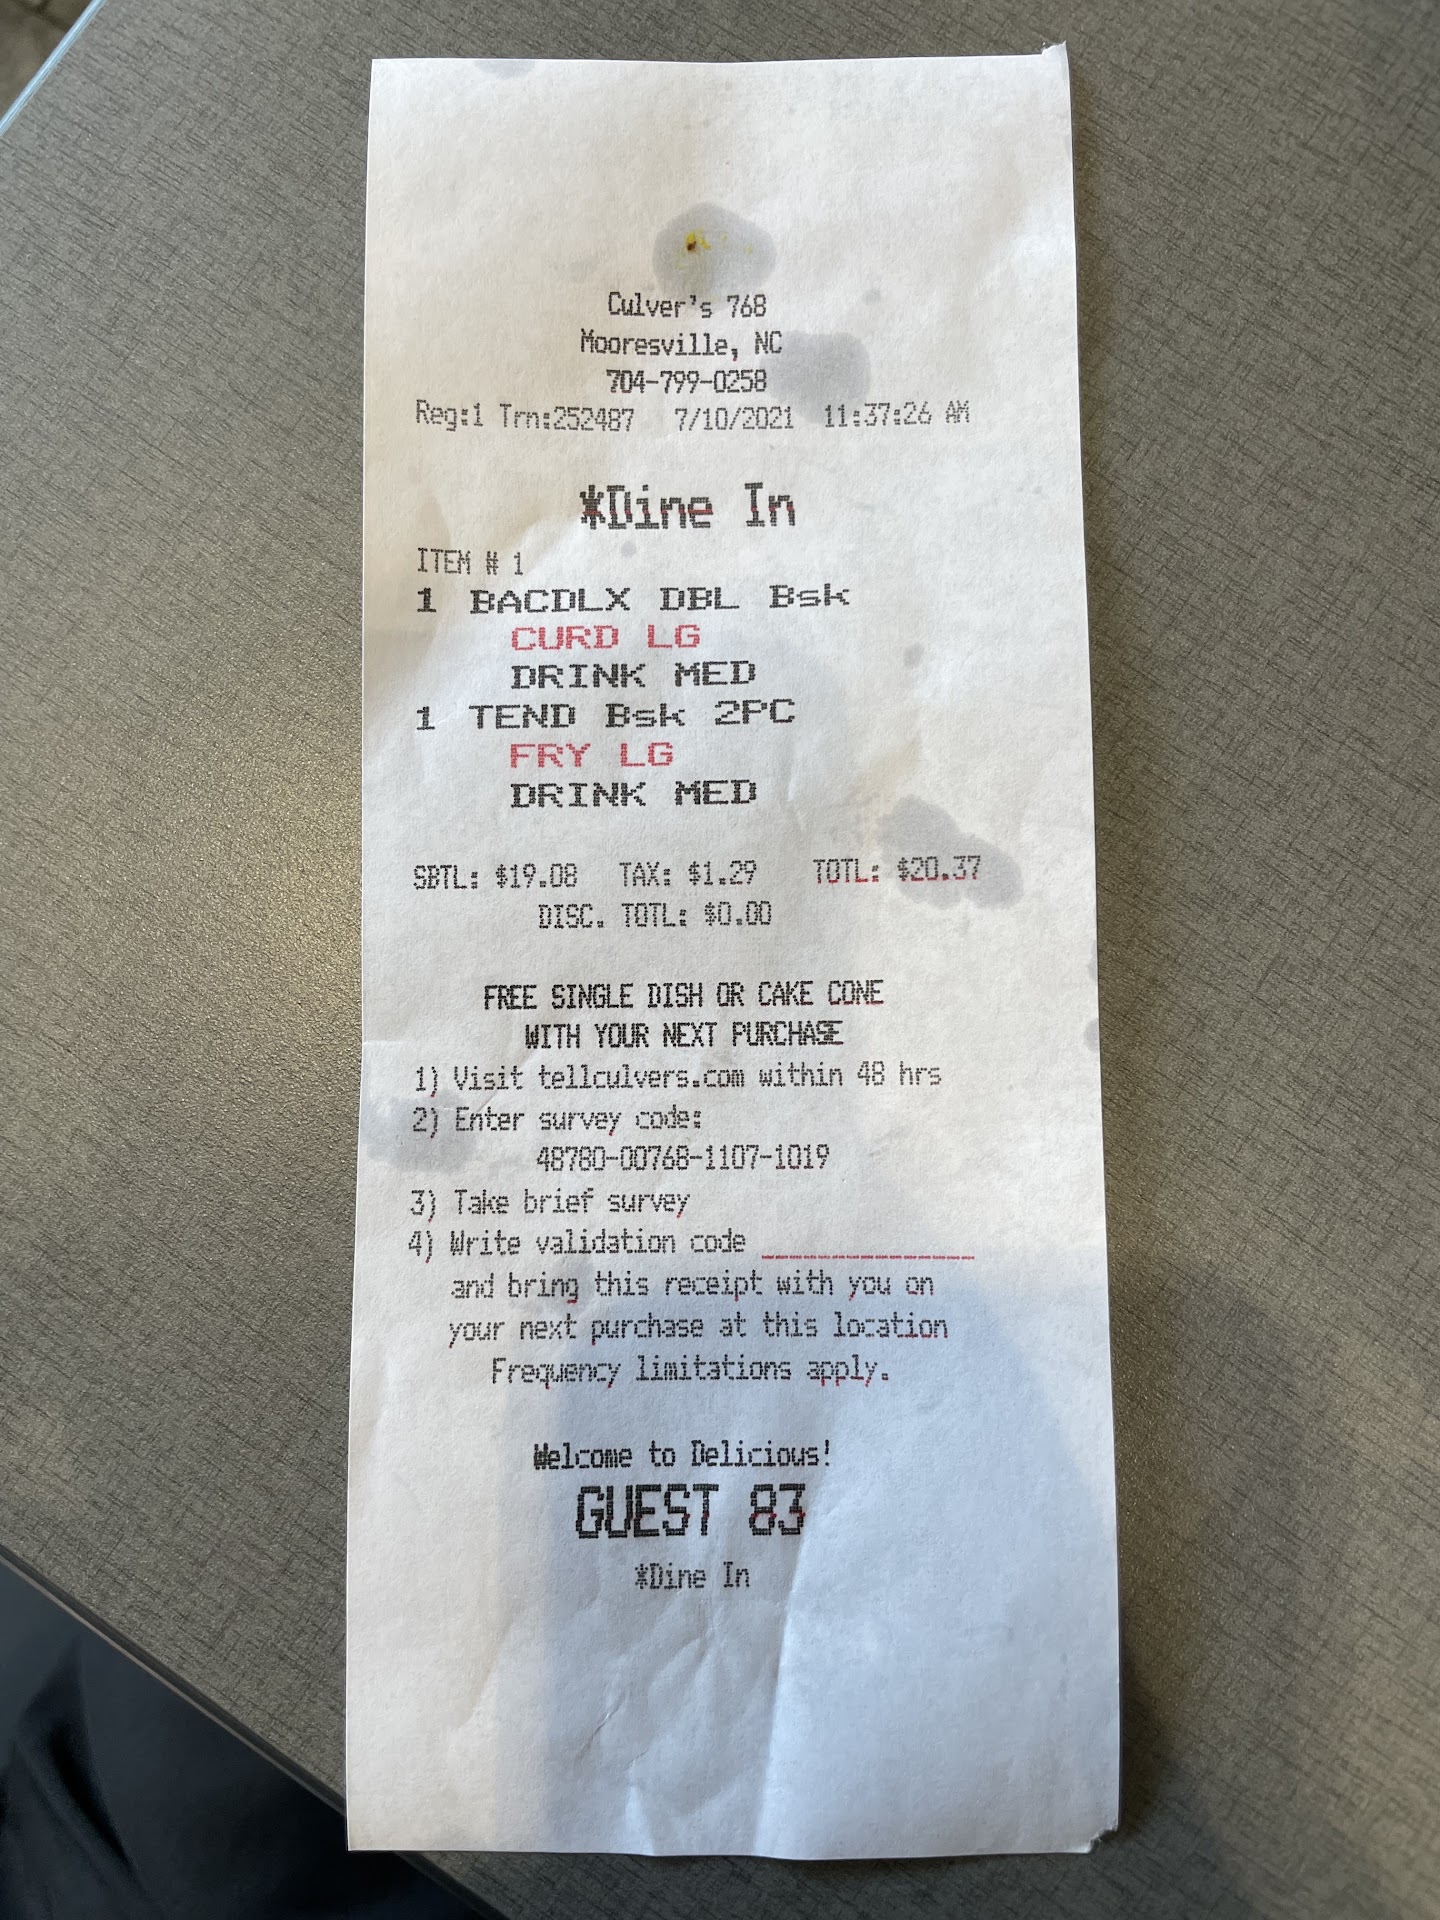 Culver's 768
Mooresville, NC
704-799-0258
Reg:1 Trn:252487 7/10/2021 11:37:26 AM
*Dine In
ITEM # 1
1 BACDLX DBL Bsk
CURD LG
DRINK MED
1 TEND Bsk 2PC
FRY LG
DRINK MED
SBTL: $19.08 TAX: $1.29 TOTL: $20.37
DISC. TOTL: $0.00
FREE SINGLE DISH OR CAKE CONE
WITH YOUR NEXT PURCHASE
1) Visit tellculvers.com within 48 hrs
2) Enter survey code:
48780-00768-1107-1019
3) Take brief survey
4) Write validation code _______________
and bring this receipt with you on
your next purchase at this location
Frequency limitations apply.
Welcome to Delicious!
GUEST 83
*Dine In